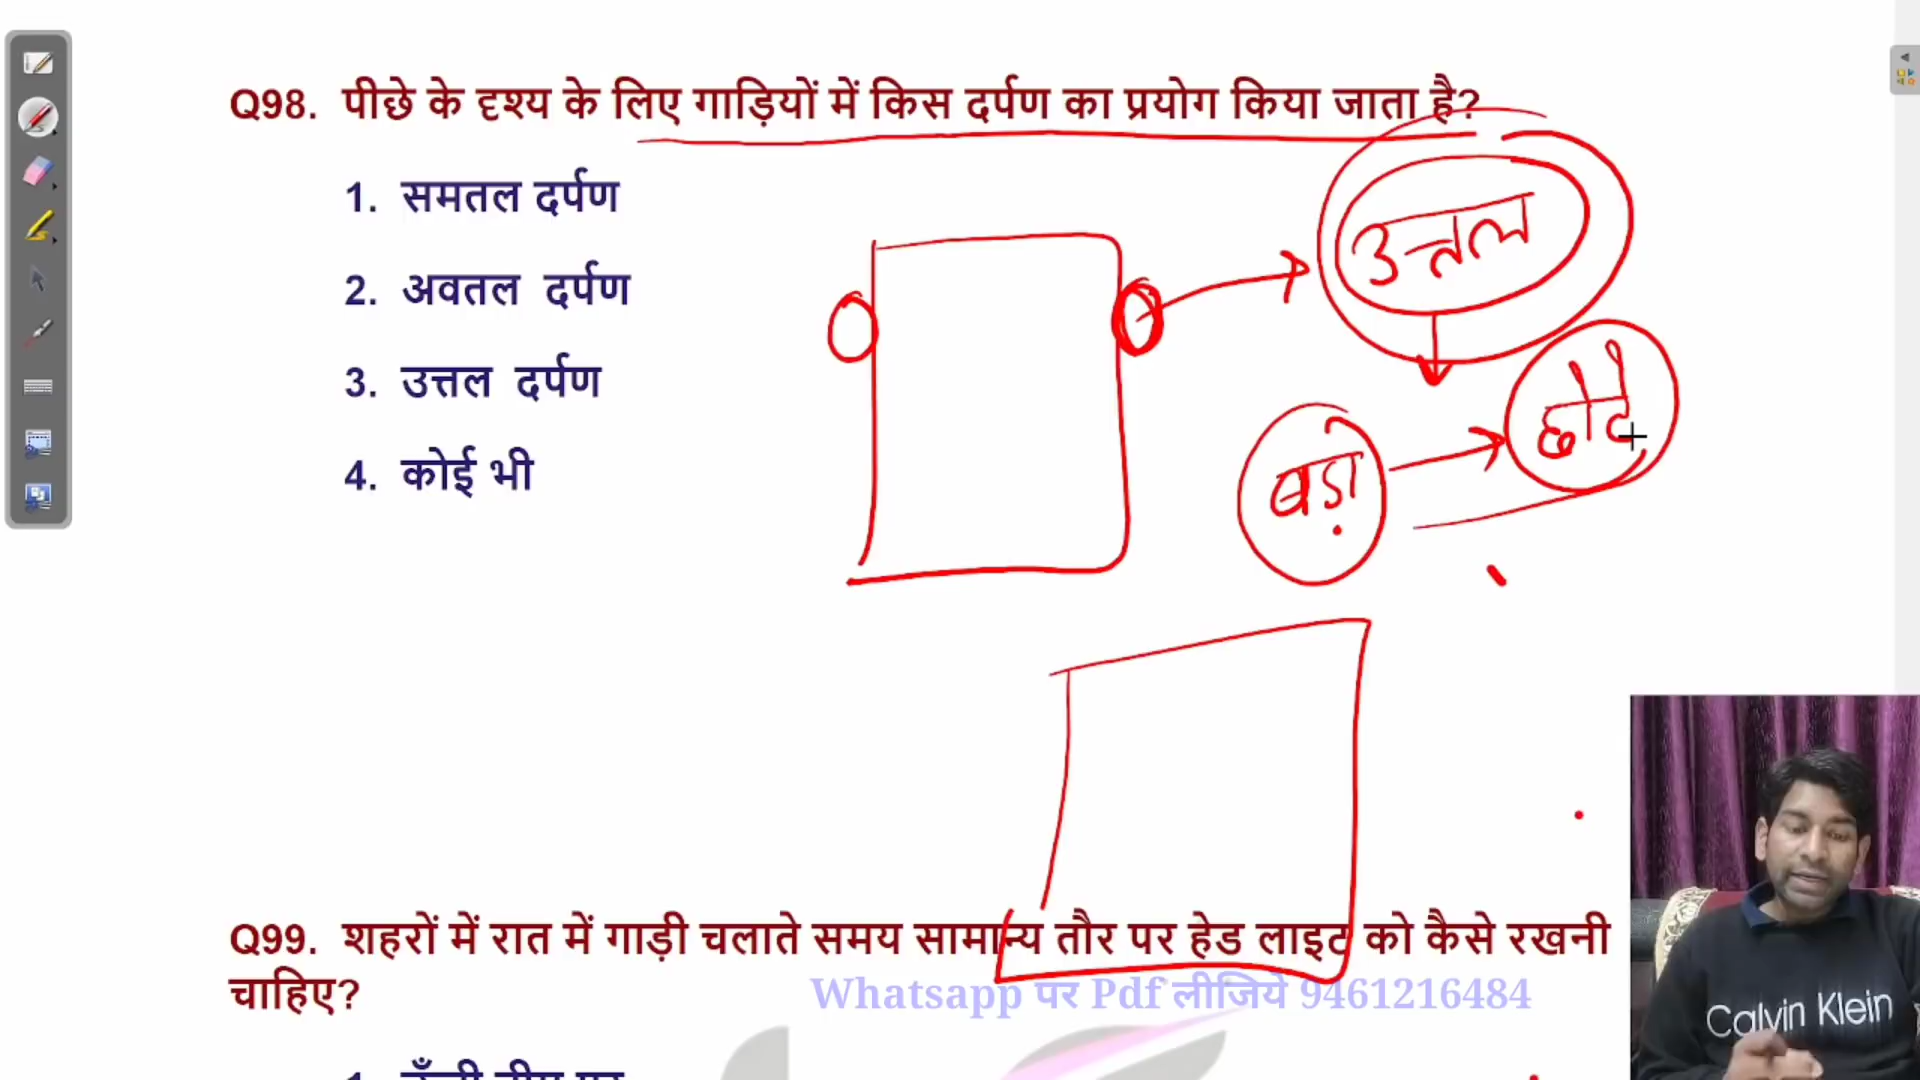 Q98. पीछे के दृश्य के लिए गाड़ियों में किस दर्पण का प्रयोग किया जाता है?
1. समतल दर्पण
2. अवतल दर्पण
3. उत्तल दर्पण
4. कोई भी
उत्तल
बड़ो
छोटे
Q99. शहरों में रात में गाड़ी चलाते समय सामान्य तौर पर हेड लाइट को कैसे रखनी
चाहिए?
Whatsapp पर Pdf लीजिये 9461216484
1.
Calvin Klein